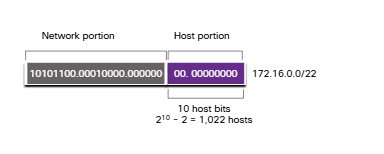 Network portion Host portion
10101100.00010000.000000 00. 00000000 172.16.0.0/22
10 host bits
2¹⁰ – 2 = 1,022 hosts